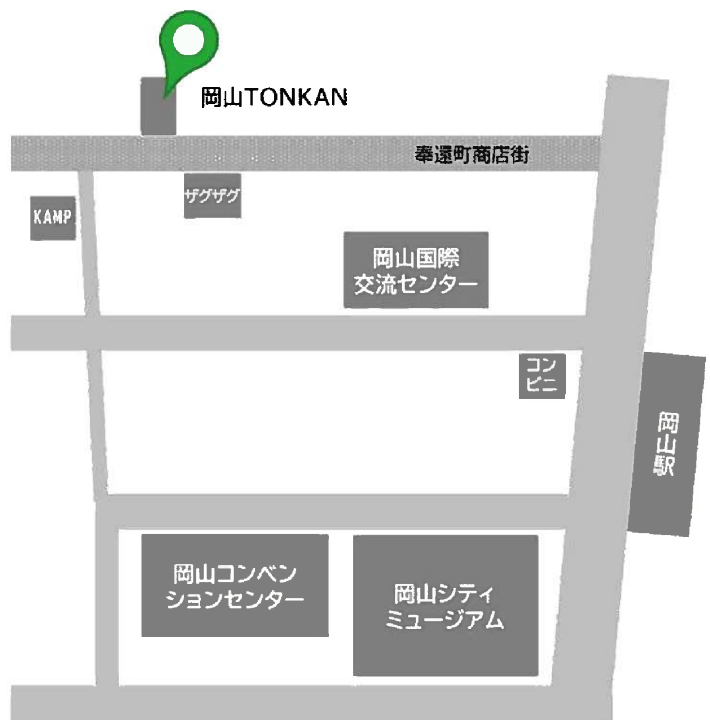 岡山TONKAN
奉還町商店街
ザグザグ
KAMP
岡山国際
交流センター
コン
ビニ
岡山駅
岡山コンベン
ションセンター
岡山シティ
ミュージアム